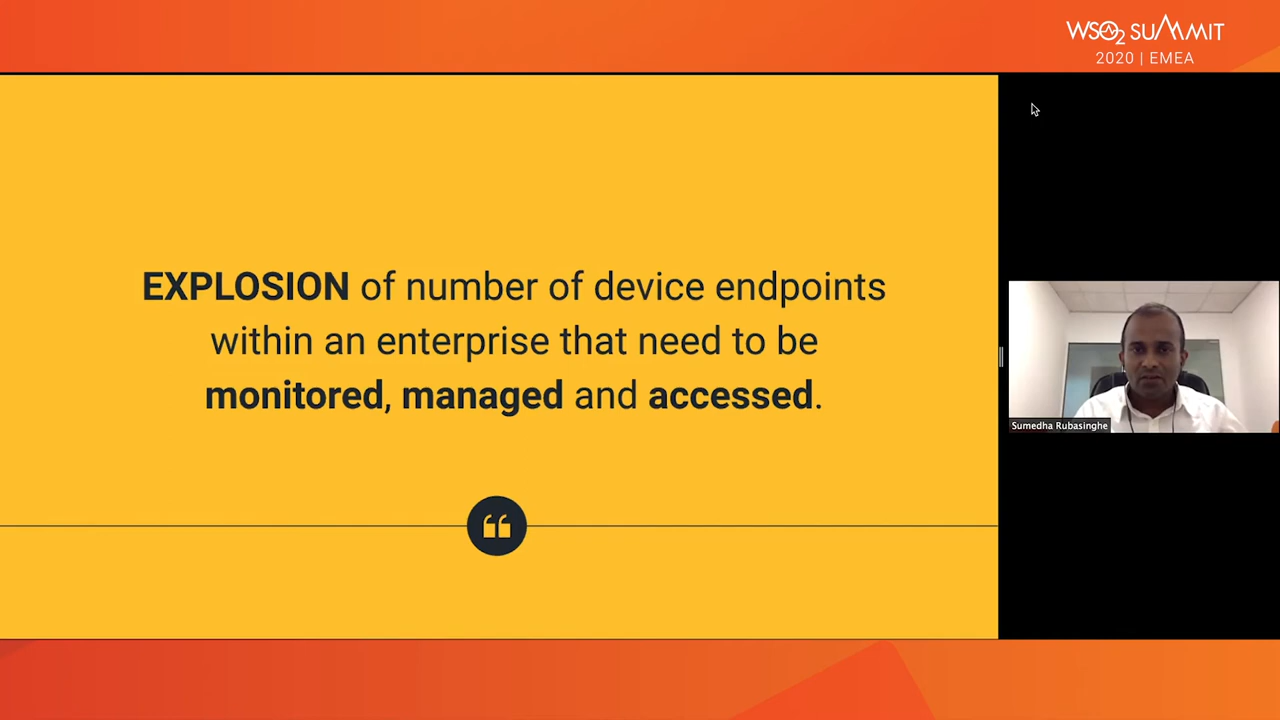 WSO2 SUMMIT
2020 | EMEA
EXPLOSION of number of device endpoints
within an enterprise that need to be
monitored, managed and accessed.
❝
Sumedha Rubasinghe